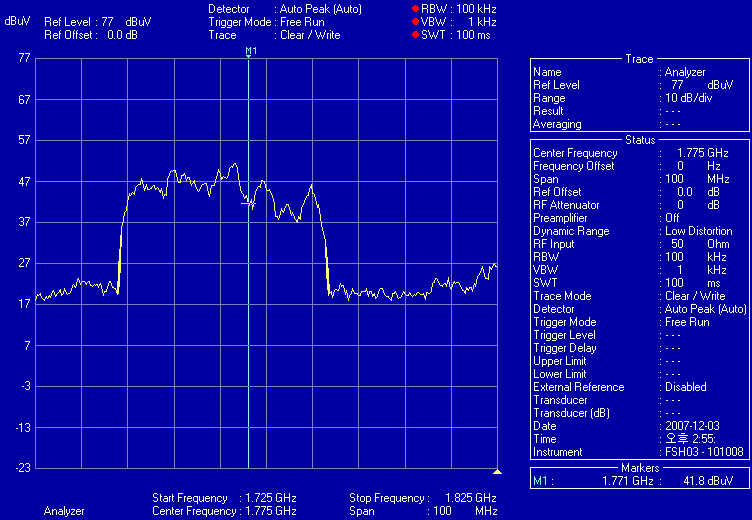 Detector : Auto Peak (Auto) RBW : 100 kHz
dBuV Ref Level : 77 dBuV Trigger Mode : Free Run VBW : 1 kHz
Ref Offset : 0.0 dB Trace : Clear / Write SWT : 100 ms
M1
77
67
57
47
37
27
17
7
-3
-13
-23
Start Frequency : 1.725 GHz Stop Frequency : 1.825 GHz
Analyzer Center Frequency : 1.775 GHz Span : 100 MHz
Trace
Name : Analyzer
Ref Level : 77 dBuV
Range : 10 dB/div
Result : - - -
Averaging : - - -
Status
Center Frequency : 1.775 GHz
Frequency Offset : 0 Hz
Span : 100 MHz
Ref Offset : 0.0 dB
RF Attenuator : 0 dB
Preamplifier : Off
Dynamic Range : Low Distortion
RF Input : 50 Ohm
RBW : 100 kHz
VBW : 1 kHz
SWT : 100 ms
Trace Mode : Clear / Write
Detector : Auto Peak (Auto)
Trigger Mode : Free Run
Trigger Level : - - -
Trigger Delay : - - -
Upper Limit : - - -
Lower Limit : - - -
External Reference : Disabled
Transducer : - - -
Transducer (dB) : - - -
Date : 2007-12-03
Time : 오후 2:55:
Instrument : FSH03 - 101008
Markers
M1 : 1.771 GHz : 41.8 dBuV